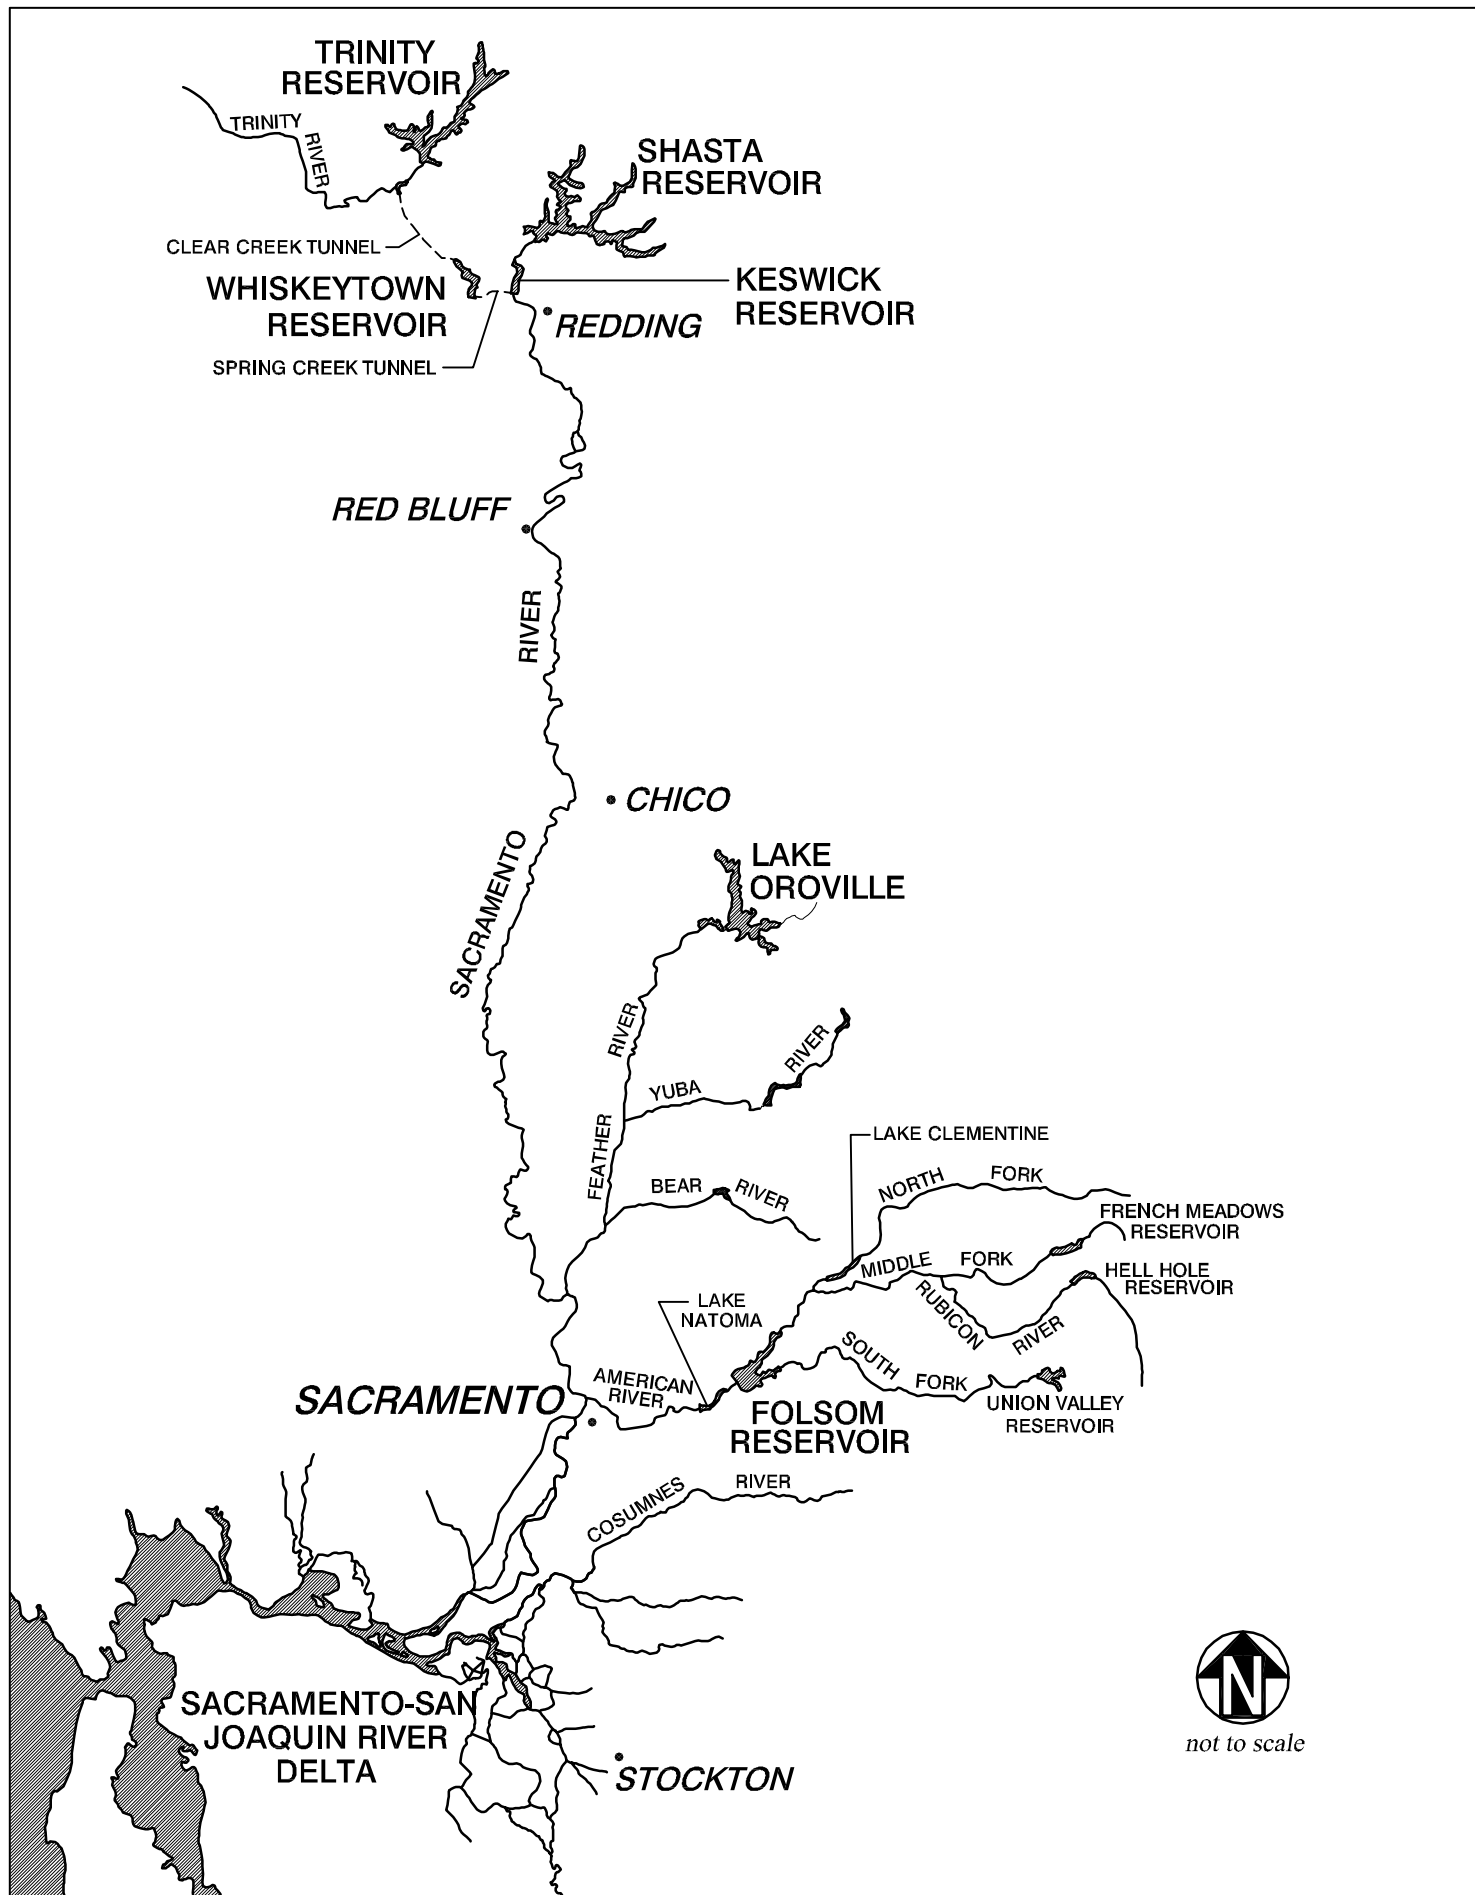 TRINITY
RESERVOIR
TRINITY
RIVER
SHASTA
RESERVOIR
CLEAR CREEK TUNNEL
WHISKEYTOWN
RESERVOIR
KESWICK
RESERVOIR
REDDING
SPRING CREEK TUNNEL
RED BLUFF
RIVER
CHICO
SACRAMENTO
LAKE
OROVILLE
RIVER
FEATHER
YUBA
RIVER
LAKE CLEMENTINE
BEAR
RIVER
NORTH
FORK
FRENCH MEADOWS
RESERVOIR
MIDDLE
FORK
HELL HOLE
RESERVOIR
RUBICON
RIVER
LAKE
NATOMA
SOUTH
FORK
AMERICAN
RIVER
SACRAMENTO
UNION VALLEY
RESERVOIR
FOLSOM
RESERVOIR
COSUMNES
RIVER
SACRAMENTO-SAN
JOAQUIN RIVER
DELTA
STOCKTON
N
not to scale